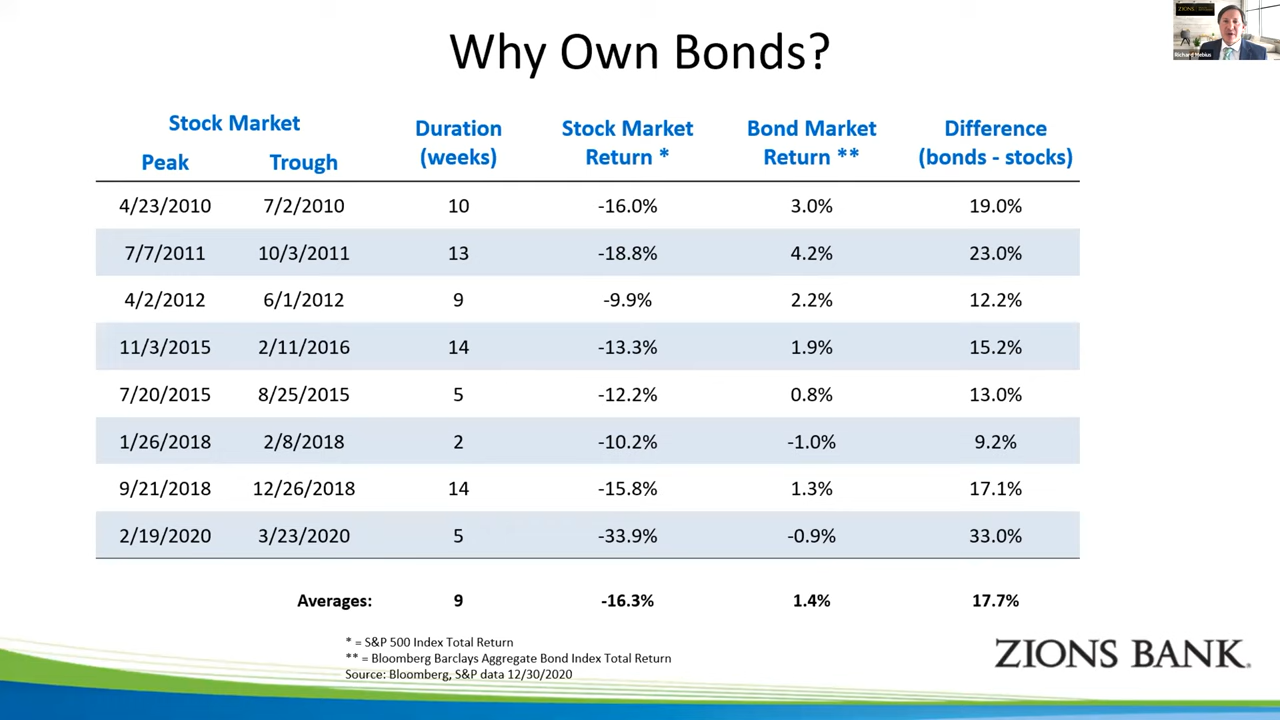 ZIONS
Richard Hebius
Why Own Bonds?
Stock Market
Peak Trough Duration (weeks) Stock Market Return * Bond Market Return ** Difference (bonds - stocks)
4/23/2010 7/2/2010 10 -16.0% 3.0% 19.0%
7/7/2011 10/3/2011 13 -18.8% 4.2% 23.0%
4/2/2012 6/1/2012 9 -9.9% 2.2% 12.2%
11/3/2015 2/11/2016 14 -13.3% 1.9% 15.2%
7/20/2015 8/25/2015 5 -12.2% 0.8% 13.0%
1/26/2018 2/8/2018 2 -10.2% -1.0% 9.2%
9/21/2018 12/26/2018 14 -15.8% 1.3% 17.1%
2/19/2020 3/23/2020 5 -33.9% -0.9% 33.0%
Averages: 9 -16.3% 1.4% 17.7%
* = S&P 500 Index Total Return
** = Bloomberg Barclays Aggregate Bond Index Total Return
Source: Bloomberg, S&P data 12/30/2020
ZIONS BANK.